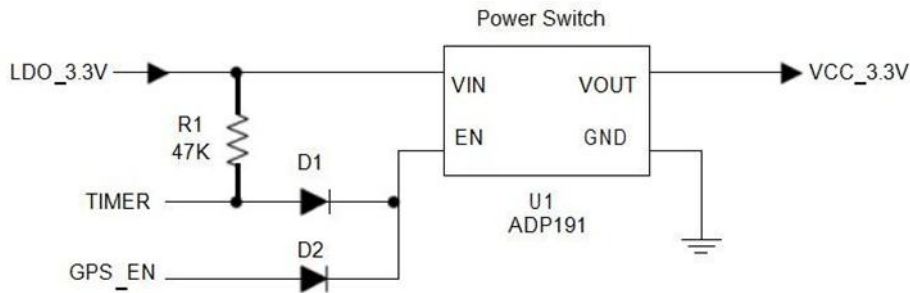 Power Switch
LDO_3.3V
VIN
VOUT
VCC_3.3V
R1
47K
EN
GND
D1
TIMER
U1
ADP191
D2
GPS_EN